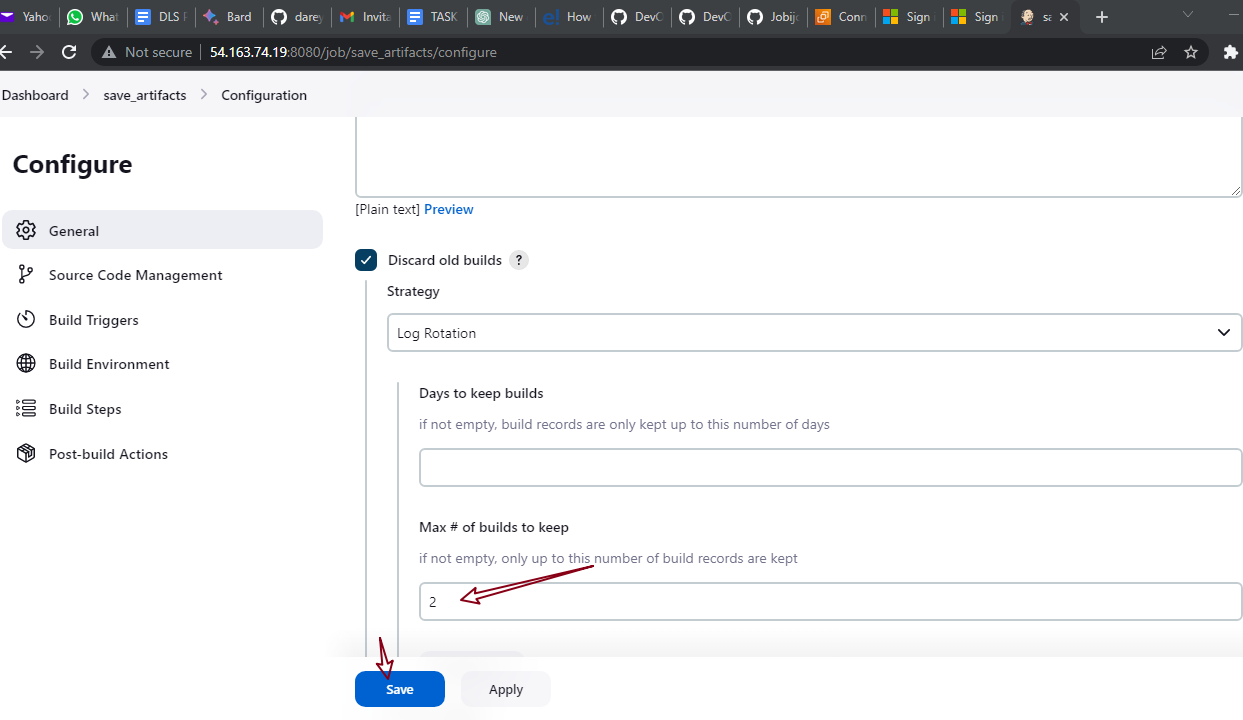 Yaho
What
DLS F
Bard
darey
Invita
TASK
New
How
DevO
DevO
Jobijo
Conn
Sign
Sign
sa
Not secure 54.163.74.19:8080/job/save_artifacts/configure
Dashboard > save_artifacts > Configuration
Configure
General
Source Code Management
Build Triggers
Build Environment
Build Steps
Post-build Actions
[Plain text] Preview
Discard old builds ?
Strategy
Log Rotation
Days to keep builds
if not empty, build records are only kept up to this number of days
Max # of builds to keep
if not empty, only up to this number of build records are kept
2
Save
Apply